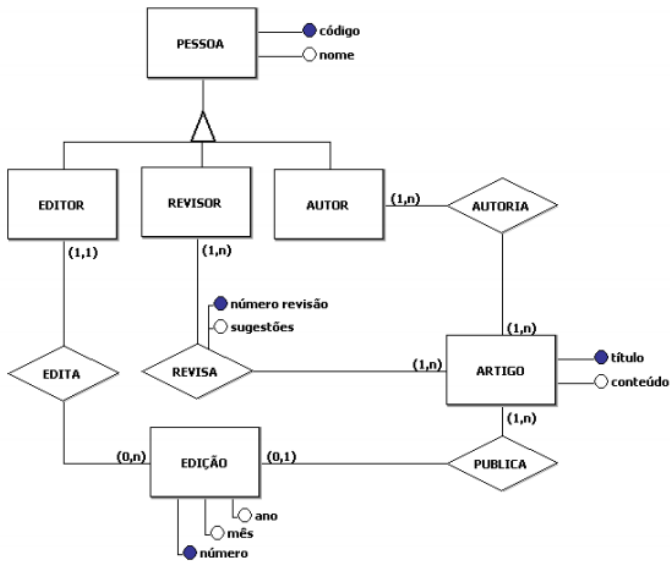 PESSOA
código
nome
EDITOR
REVISOR
AUTOR
(1,n)
AUTORIA
(1,1)
(1,n)
número revisão
sugestões
(1,n)
EDITA
REVISA
(1,n)
ARTIGO
título
conteúdo
(1,n)
(0,n)
EDIÇÃO
(0,1)
PUBLICA
ano
mês
número